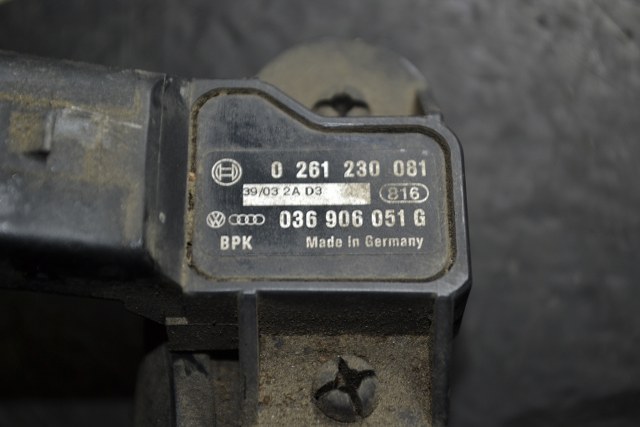 0 261 230 081
39/03 2A D3 816
036 906 051 G
BPK Made in Germany